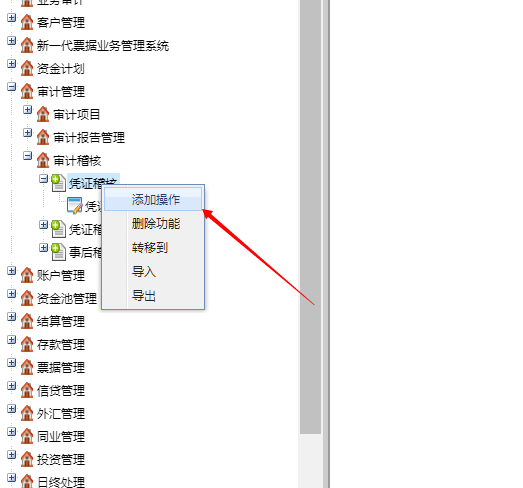 业务审计
客户管理
新一代票据业务管理系统
资金计划
审计管理
审计项目
审计报告管理
审计稽核
凭证稽核
添加操作
凭
删除功能
凭证稽
转移到
事后稽
导入
账户管理
导出
资金池管理
结算管理
存款管理
票据管理
信贷管理
外汇管理
同业管理
投资管理
日终处理